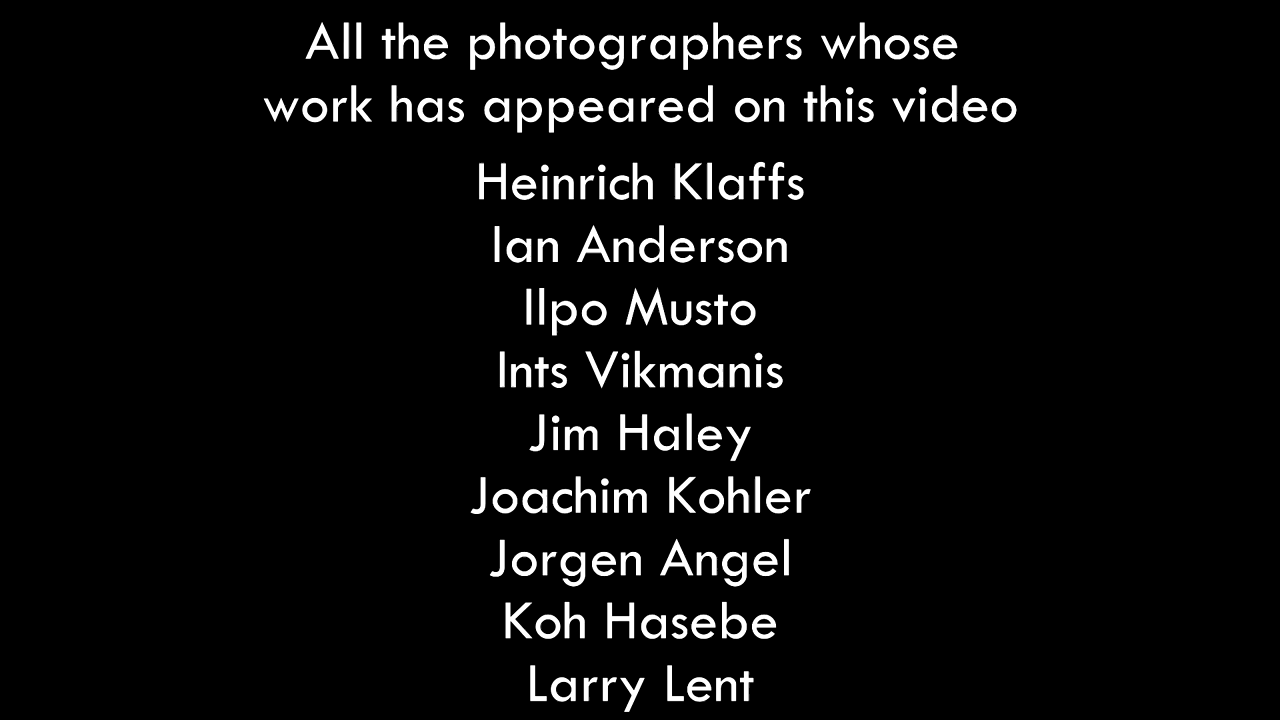 All the photographers whose
work has appeared on this video
Heinrich Klaffs
Ian Anderson
Ilpo Musto
Ints Vikmanis
Jim Haley
Joachim Kohler
Jorgen Angel
Koh Hasebe
Larry Lent